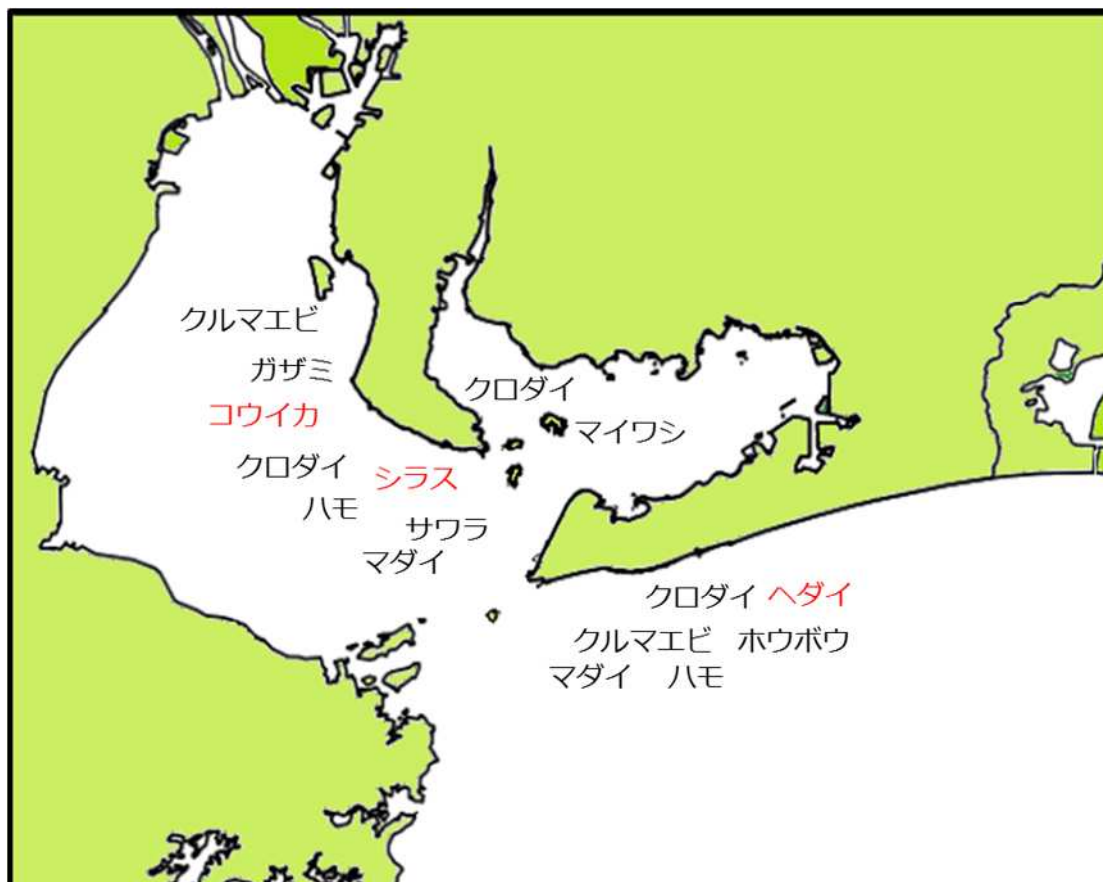 クルマエビ
ガザミ
コウイカ
クロダイ
シラス
ハモ
サワラ
マダイ
クロダイ
マイワシ
クロダイ ヘダイ
クルマエビ ホウボウ
マダイ ハモ